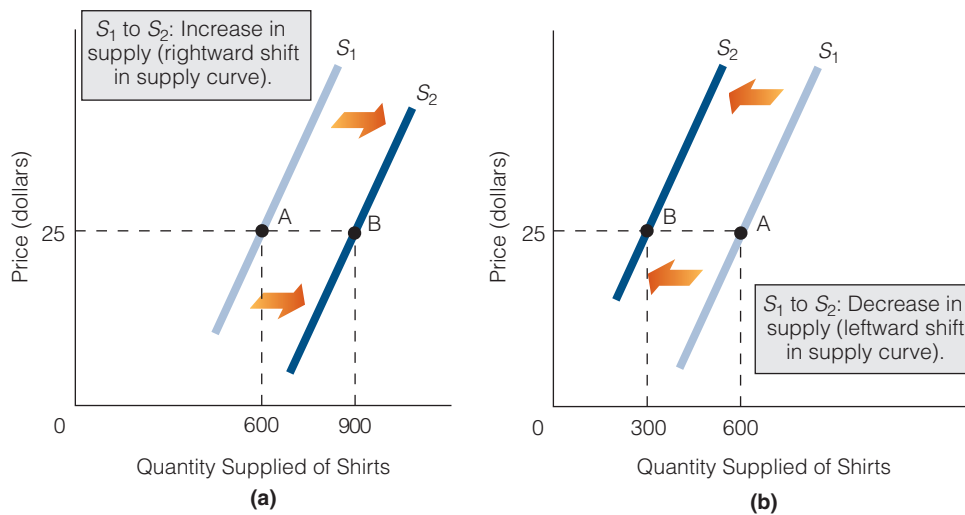 S₁ to S₂: Increase in
supply (rightward shift
in supply curve).
S₁
S₂
Price (dollars)
25
A
B
0
600
900
Quantity Supplied of Shirts
(a)
S₂
S₁
Price (dollars)
25
B
A
S₁ to S₂: Decrease in
supply (leftward shift
in supply curve).
0
300
600
Quantity Supplied of Shirts
(b)